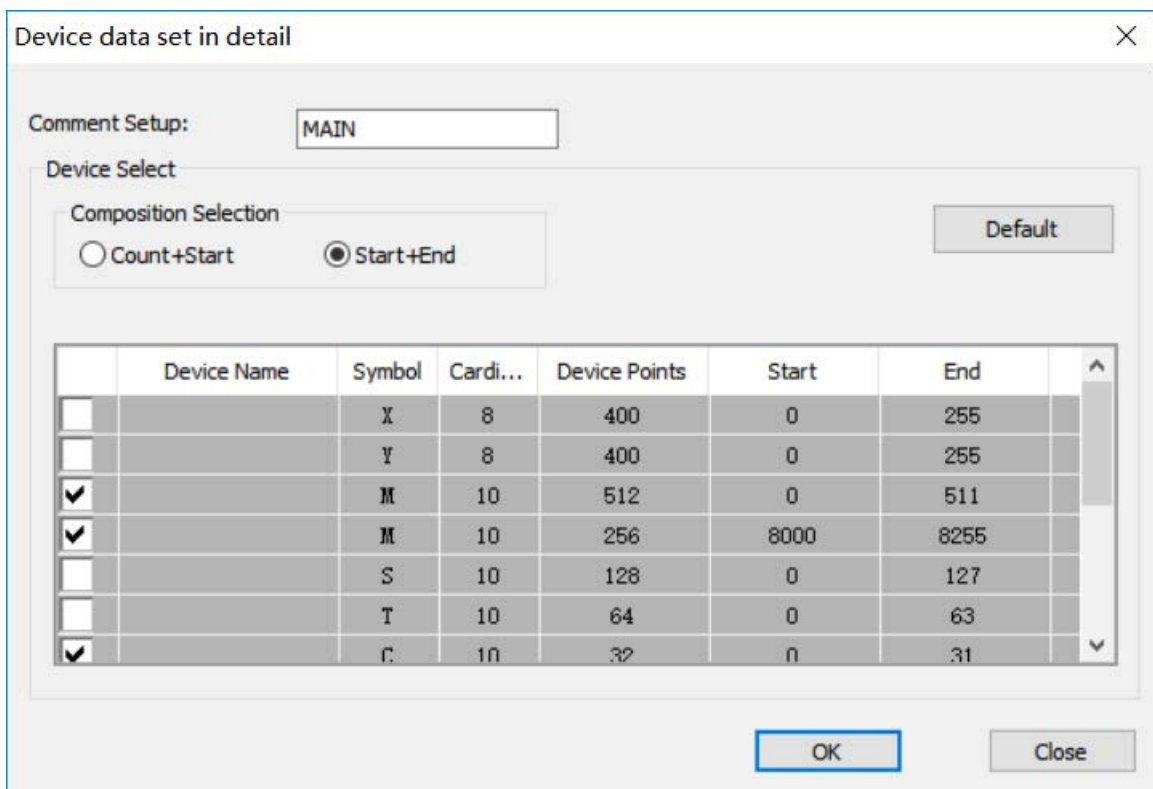 Device data set in detail
Comment Setup: MAIN
Device Select
Composition Selection
Count+Start Start+End
Default
Device Name Symbol Cardi... Device Points Start End
X 8 400 0 255
Y 8 400 0 255
M 10 512 0 511
M 10 256 8000 8255
S 10 128 0 127
T 10 64 0 63
C 10 32 0 31
OK Close